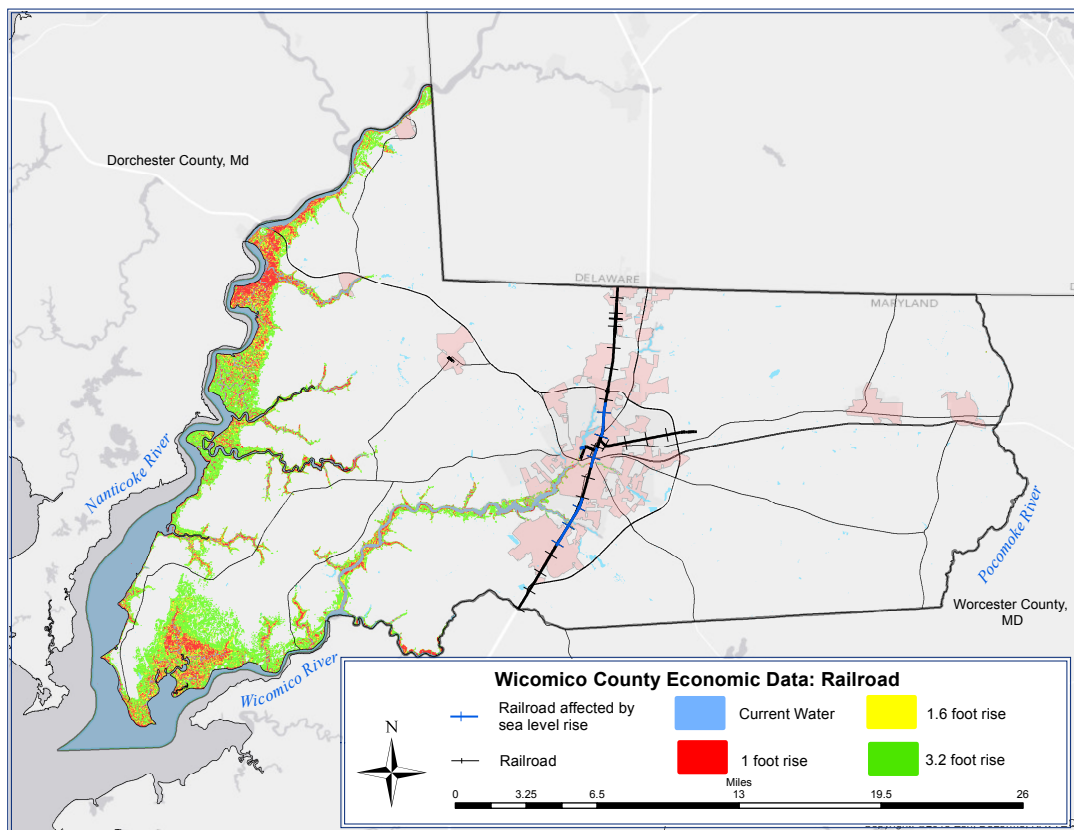 Dorchester County, Md
DELAWARE
MARYLAND
Nanticoke River
Pocomoke River
Worcester County,
MD
Wicomico River
Wicomico County Economic Data: Railroad
Railroad affected by
sea level rise
Current Water
1.6 foot rise
N
Railroad
1 foot rise
3.2 foot rise
Miles
0 3.25 6.5 13 19.5 26